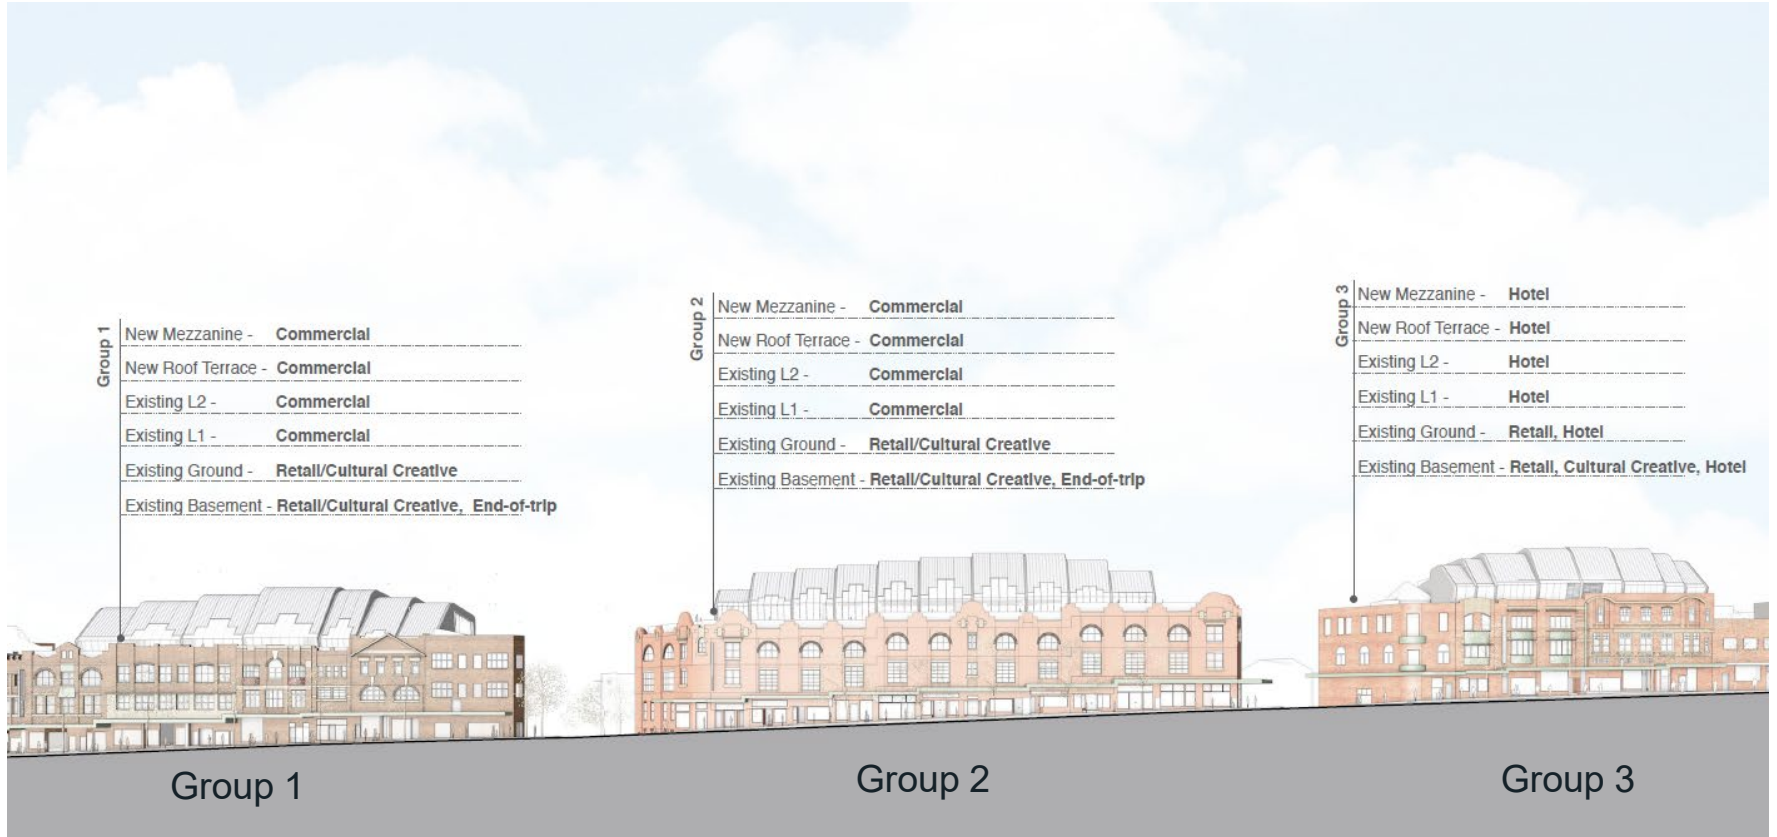 Group 1
New Mezzanine - Commercial
New Roof Terrace - Commercial
Existing L2 - Commercial
Existing L1 - Commercial
Existing Ground - Retail/Cultural Creative
Existing Basement - Retail/Cultural Creative, End-of-trip
Group 2
New Mezzanine - Commercial
New Roof Terrace - Commercial
Existing L2 - Commercial
Existing L1 - Commercial
Existing Ground - Retail/Cultural Creative
Existing Basement - Retail/Cultural Creative, End-of-trip
Group 3
New Mezzanine - Hotel
New Roof Terrace - Hotel
Existing L2 - Hotel
Existing L1 - Hotel
Existing Ground - Retail, Hotel
Existing Basement - Retail, Cultural Creative, Hotel
Group 1
Group 2
Group 3